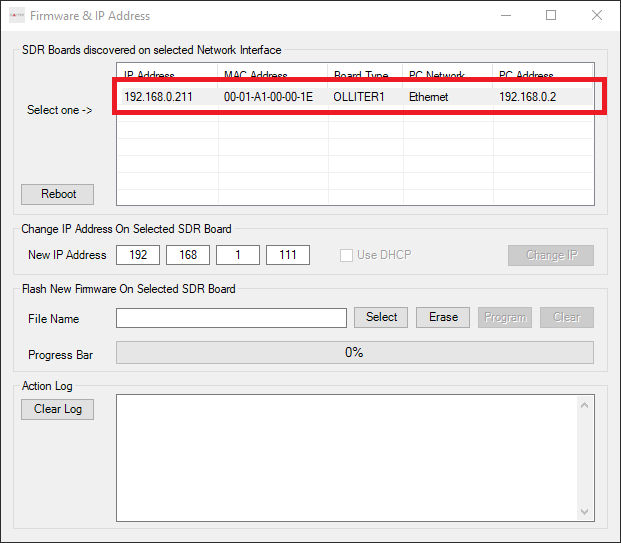 Firmware & IP Address
SDR Boards discovered on selected Network Interface
IP Address MAC Address Board Type PC Network PC Address
192.168.0.211 00-01-A1-00-00-1E OLLITER1 Ethernet 192.168.0.2
Select one ->
Reboot
Change IP Address On Selected SDR Board
New IP Address 192 168 1 111 Use DHCP Change IP
Flash New Firmware On Selected SDR Board
File Name Select Erase Program Clear
Progress Bar 0%
Action Log
Clear Log